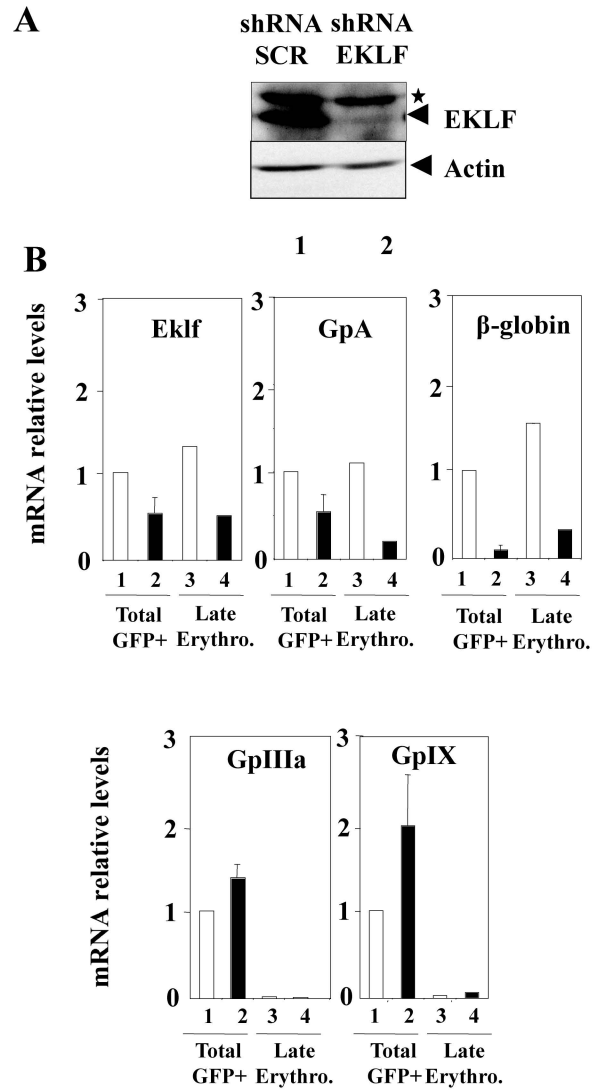 A
shRNA shRNA
SCR EKLF
★
EKLF
Actin
1 2
B
mRNA relative levels
3
2
1
0
Eklf
1 2 3 4
Total Late
GFP+ Erythro.
3
2
1
0
GpA
1 2 3 4
Total Late
GFP+ Erythro.
3
2
1
0
β-globin
1 2 3 4
Total Late
GFP+ Erythro.
mRNA relative levels
3
2
1
0
GpIIIa
1 2 3 4
Total Late
GFP+ Erythro.
3
2
1
0
GpIX
1 2 3 4
Total Late
GFP+ Erythro.